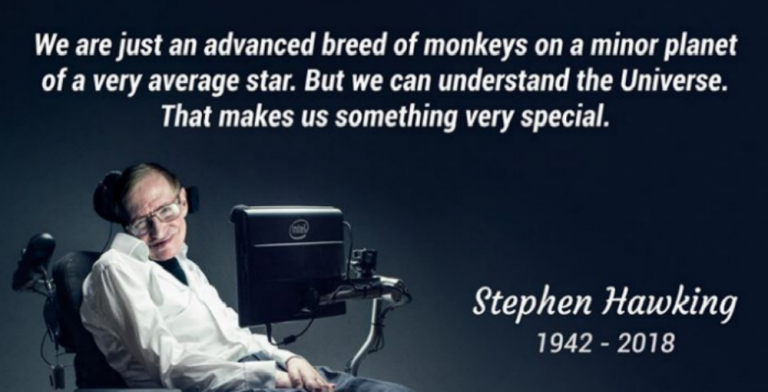 We are just an advanced breed of monkeys on a minor planet
of a very average star. But we can understand the Universe.
That makes us something very special.
intel
Stephen Hawking
1942 - 2018